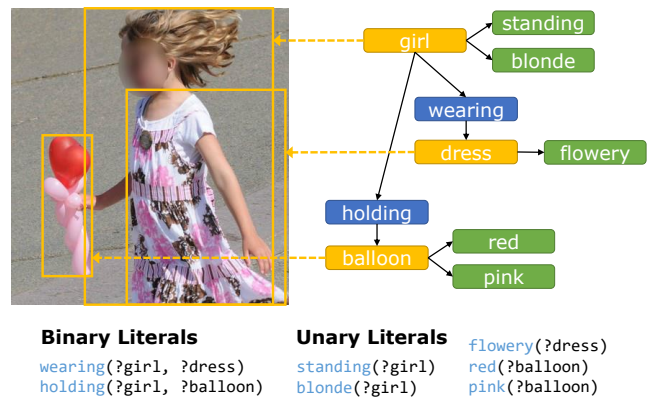 girl
standing
blonde
wearing
dress
flowery
holding
balloon
red
pink
Binary Literals
wearing(?girl, ?dress)
holding(?girl, ?balloon)
Unary Literals
standing(?girl)
blonde(?girl)
flowery(?dress)
red(?balloon)
pink(?balloon)